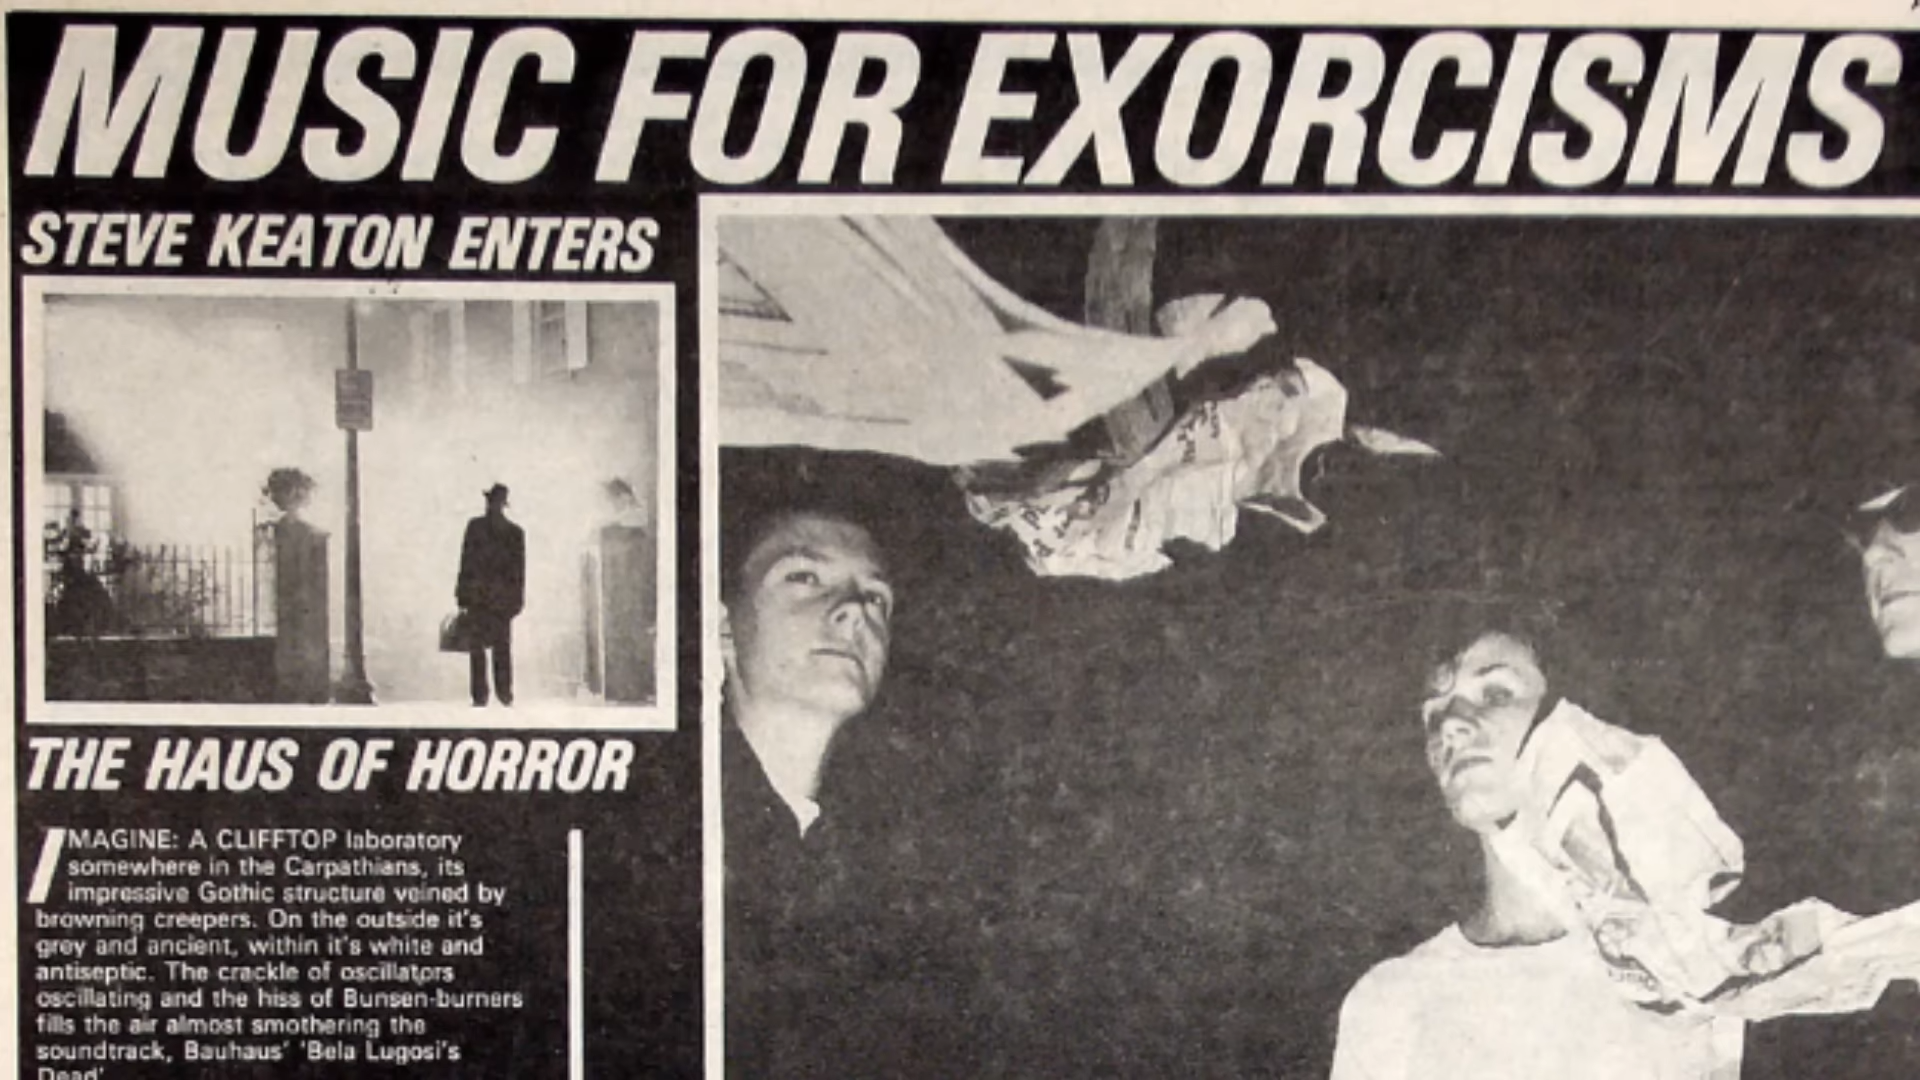 MUSIC FOR EXORCISMS
STEVE KEATON ENTERS
THE HAUS OF HORROR
IMAGINE: A CLIFFTOP laboratory
somewhere in the Carpathians, its
impressive Gothic structure veined by
browning creepers. On the outside it's
grey and ancient, within it's white and
antiseptic. The crackle of oscillators
oscillating and the hiss of Bunsen-burners
fills the air almost smothering the
soundtrack, Bauhaus' 'Bela Lugosi's
Dead'